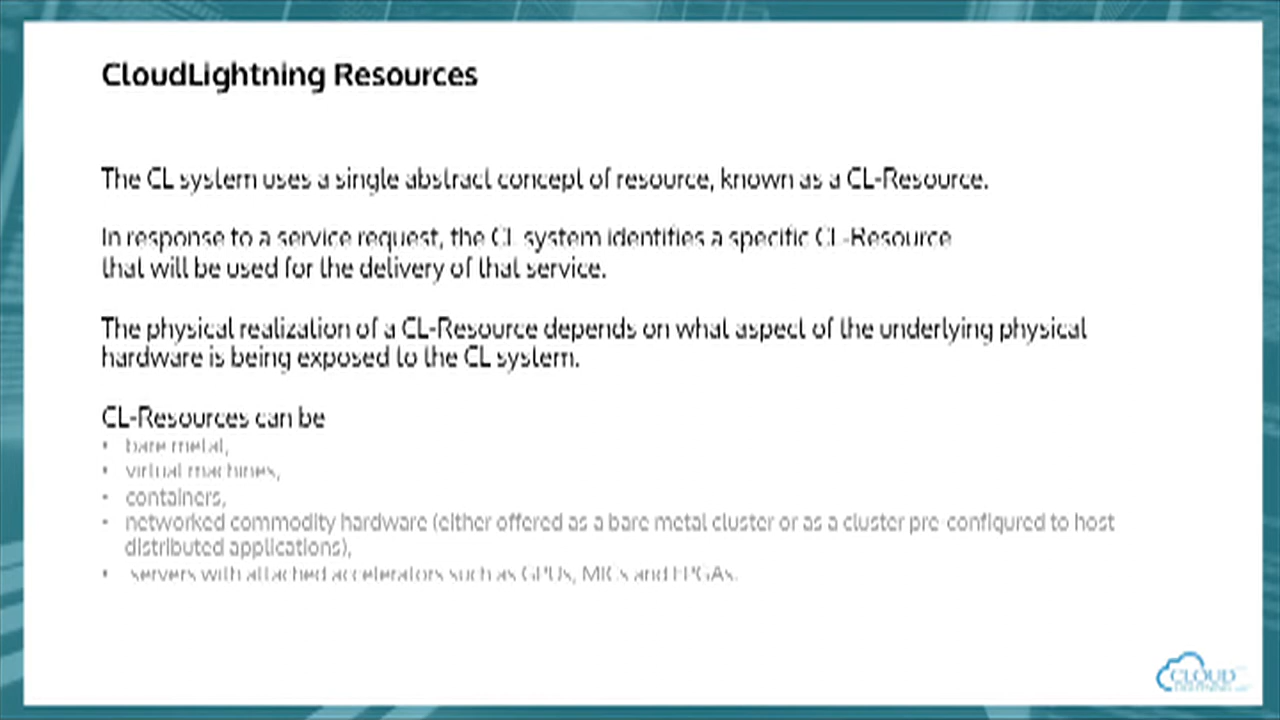 CloudLightning Resources
The CL system uses a single abstract concept of resource, known as a CL-Resource.
In response to a service request, the CL system identifies a specific CL-Resource
that will be used for the delivery of that service.
The physical realization of a CL-Resource depends on what aspect of the underlying physical
hardware is being exposed to the CL system.
CL-Resources can be
• bare metal,
• virtual machines,
• containers,
• networked commodity hardware (either offered as a bare metal cluster or as a cluster pre-configured to host
distributed applications),
• servers with attached accelerators such as GPUs, MICs and FPGAs.
CLOUD
LIGHTNING